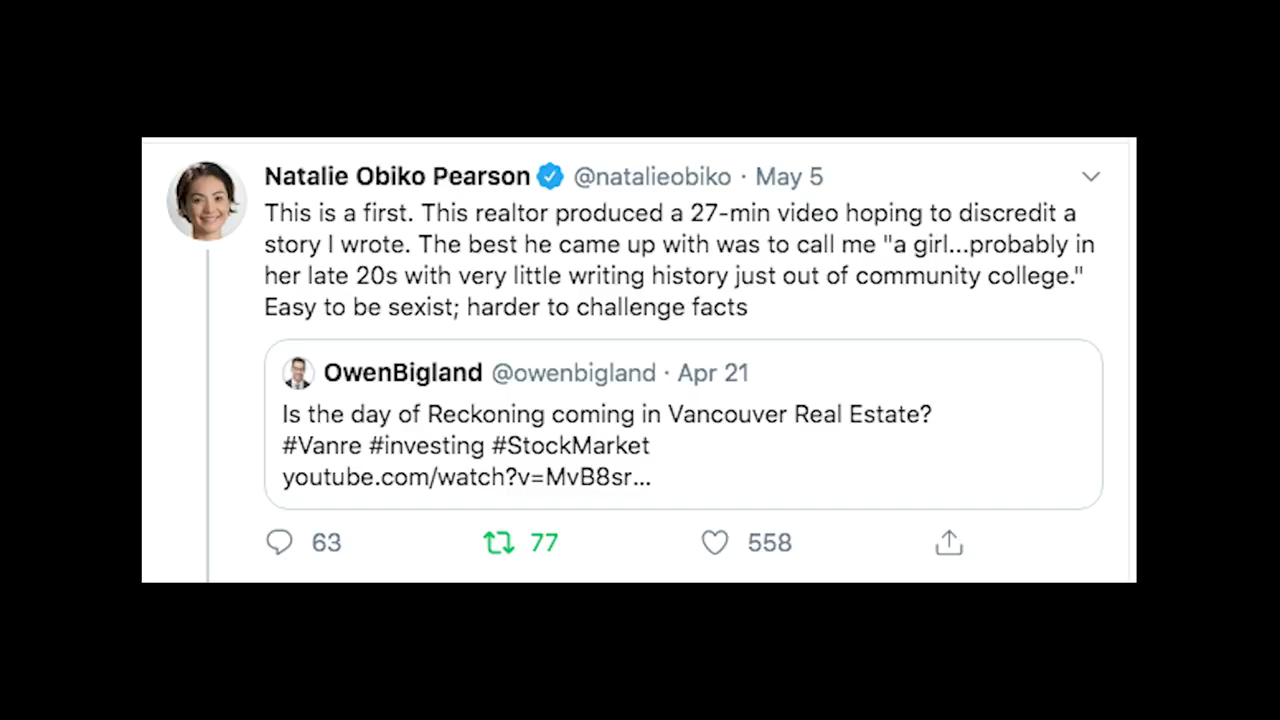 Natalie Obiko Pearson @natalieobiko · May 5
This is a first. This realtor produced a 27-min video hoping to discredit a
story I wrote. The best he came up with was to call me "a girl...probably in
her late 20s with very little writing history just out of community college."
Easy to be sexist; harder to challenge facts
OwenBigland @owenbigland · Apr 21
Is the day of Reckoning coming in Vancouver Real Estate?
#Vanre #investing #StockMarket
youtube.com/watch?v=MvB8sr...
63 77 558